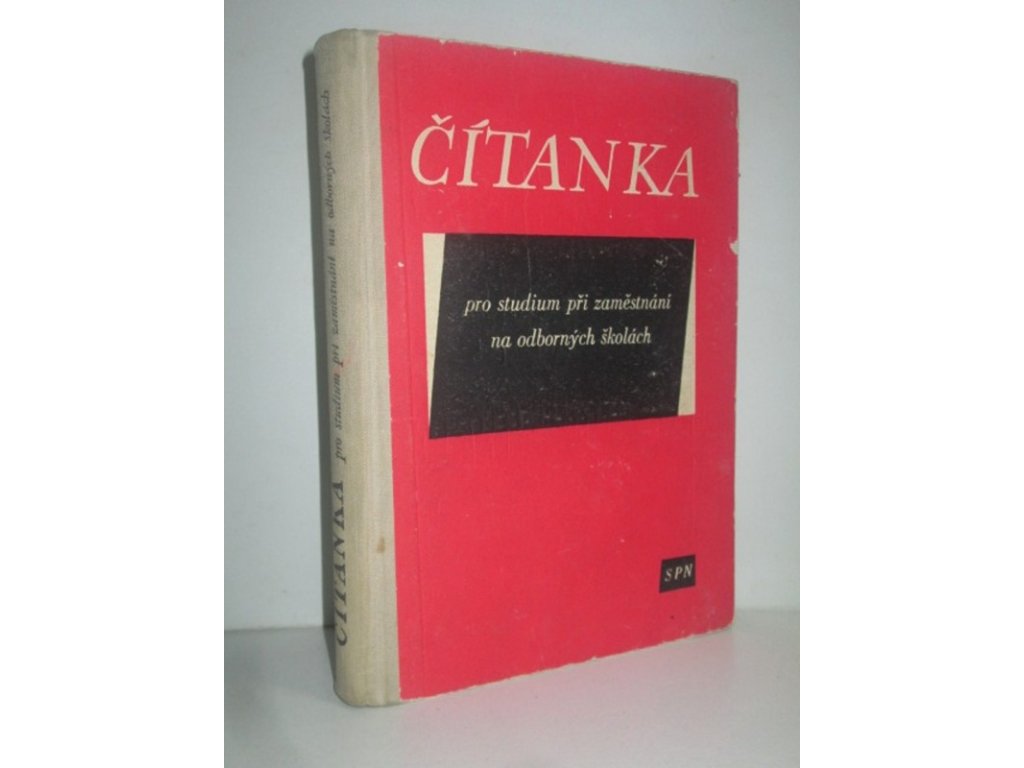 ČÍTANKA
pro studium při zaměstnání
na odborných školách
SPN
ČÍTANKA pro studium při zaměstnání na odborných školách